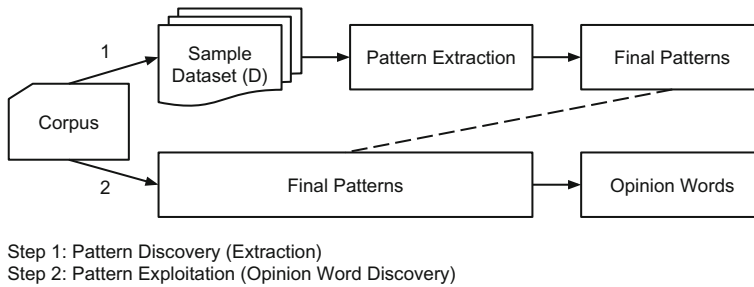 1
Sample
Dataset (D)
Pattern Extraction
Final Patterns
Corpus
2
Final Patterns
Opinion Words
Step 1: Pattern Discovery (Extraction)
Step 2: Pattern Exploitation (Opinion Word Discovery)